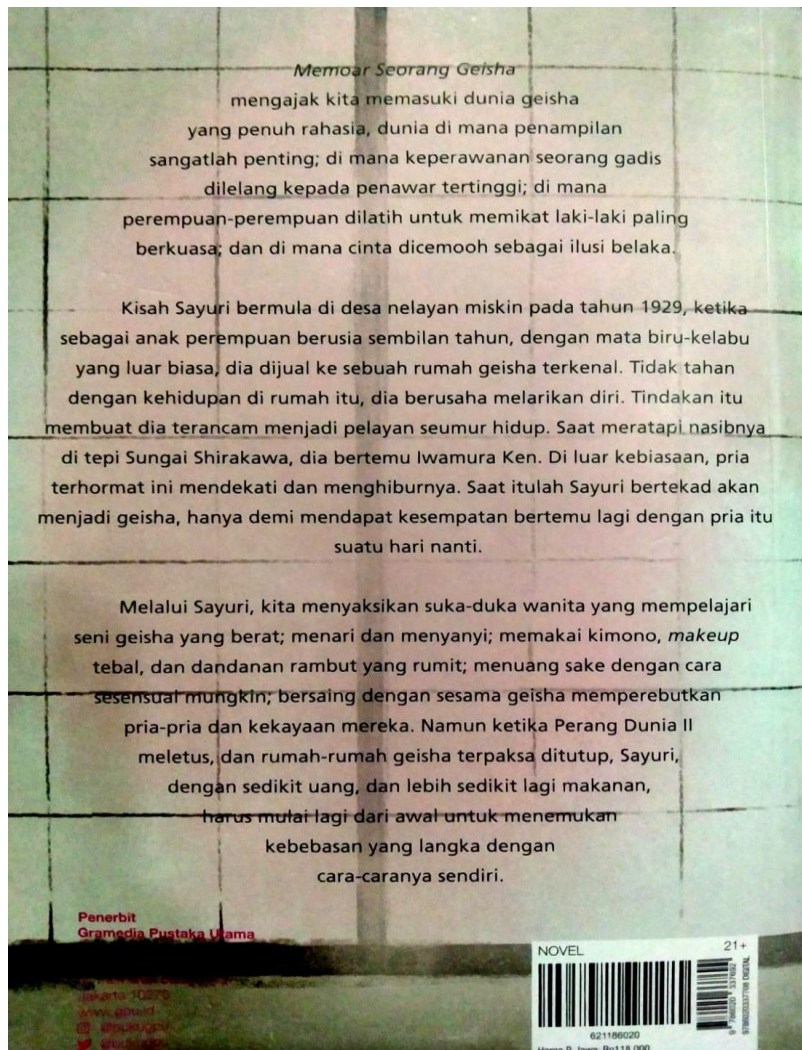 Memoar Seorang Geisha
mengajak kita memasuki dunia geisha
yang penuh rahasia, dunia di mana penampilan
sangatlah penting; di mana keperawanan seorang gadis
dilelang kepada penawar tertinggi; di mana
perempuan-perempuan dilatih untuk memikat laki-laki paling
berkuasa; dan di mana cinta dicemooh sebagai ilusi belaka.
Kisah Sayuri bermula di desa nelayan miskin pada tahun 1929, ketika
sebagai anak perempuan berusia sembilan tahun, dengan mata biru-kelabu
yang luar biasa, dia dijual ke sebuah rumah geisha terkenal. Tidak tahan
dengan kehidupan di rumah itu, dia berusaha melarikan diri. Tindakan itu
membuat dia terancam menjadi pelayan seumur hidup. Saat meratapi nasibnya
di tepi Sungai Shirakawa, dia bertemu Iwamura Ken. Di luar kebiasaan, pria
terhormat ini mendekati dan menghiburnya. Saat itulah Sayuri bertekad akan
menjadi geisha, hanya demi mendapat kesempatan bertemu lagi dengan pria itu
suatu hari nanti.
Melalui Sayuri, kita menyaksikan suka-duka wanita yang mempelajari
seni geisha yang berat; menari dan menyanyi; memakai kimono, makeup
tebal, dan dandanan rambut yang rumit; menuang sake dengan cara
sesensual mungkin; bersaing dengan sesama geisha memperebutkan
pria-pria dan kekayaan mereka. Namun ketika Perang Dunia II
meletus, dan rumah-rumah geisha terpaksa ditutup, Sayuri,
dengan sedikit uang, dan lebih sedikit lagi makanan,
harus mulai lagi dari awal untuk menemukan
kebebasan yang langka dengan
cara-caranya sendiri.
Penerbit
Gramedia Pustaka Utama
Jakarta 10270
www.gpu.id
@bukugpu
@bukugpu
NOVEL
21+
621186020
Harga P. Jawa: Rp118.000